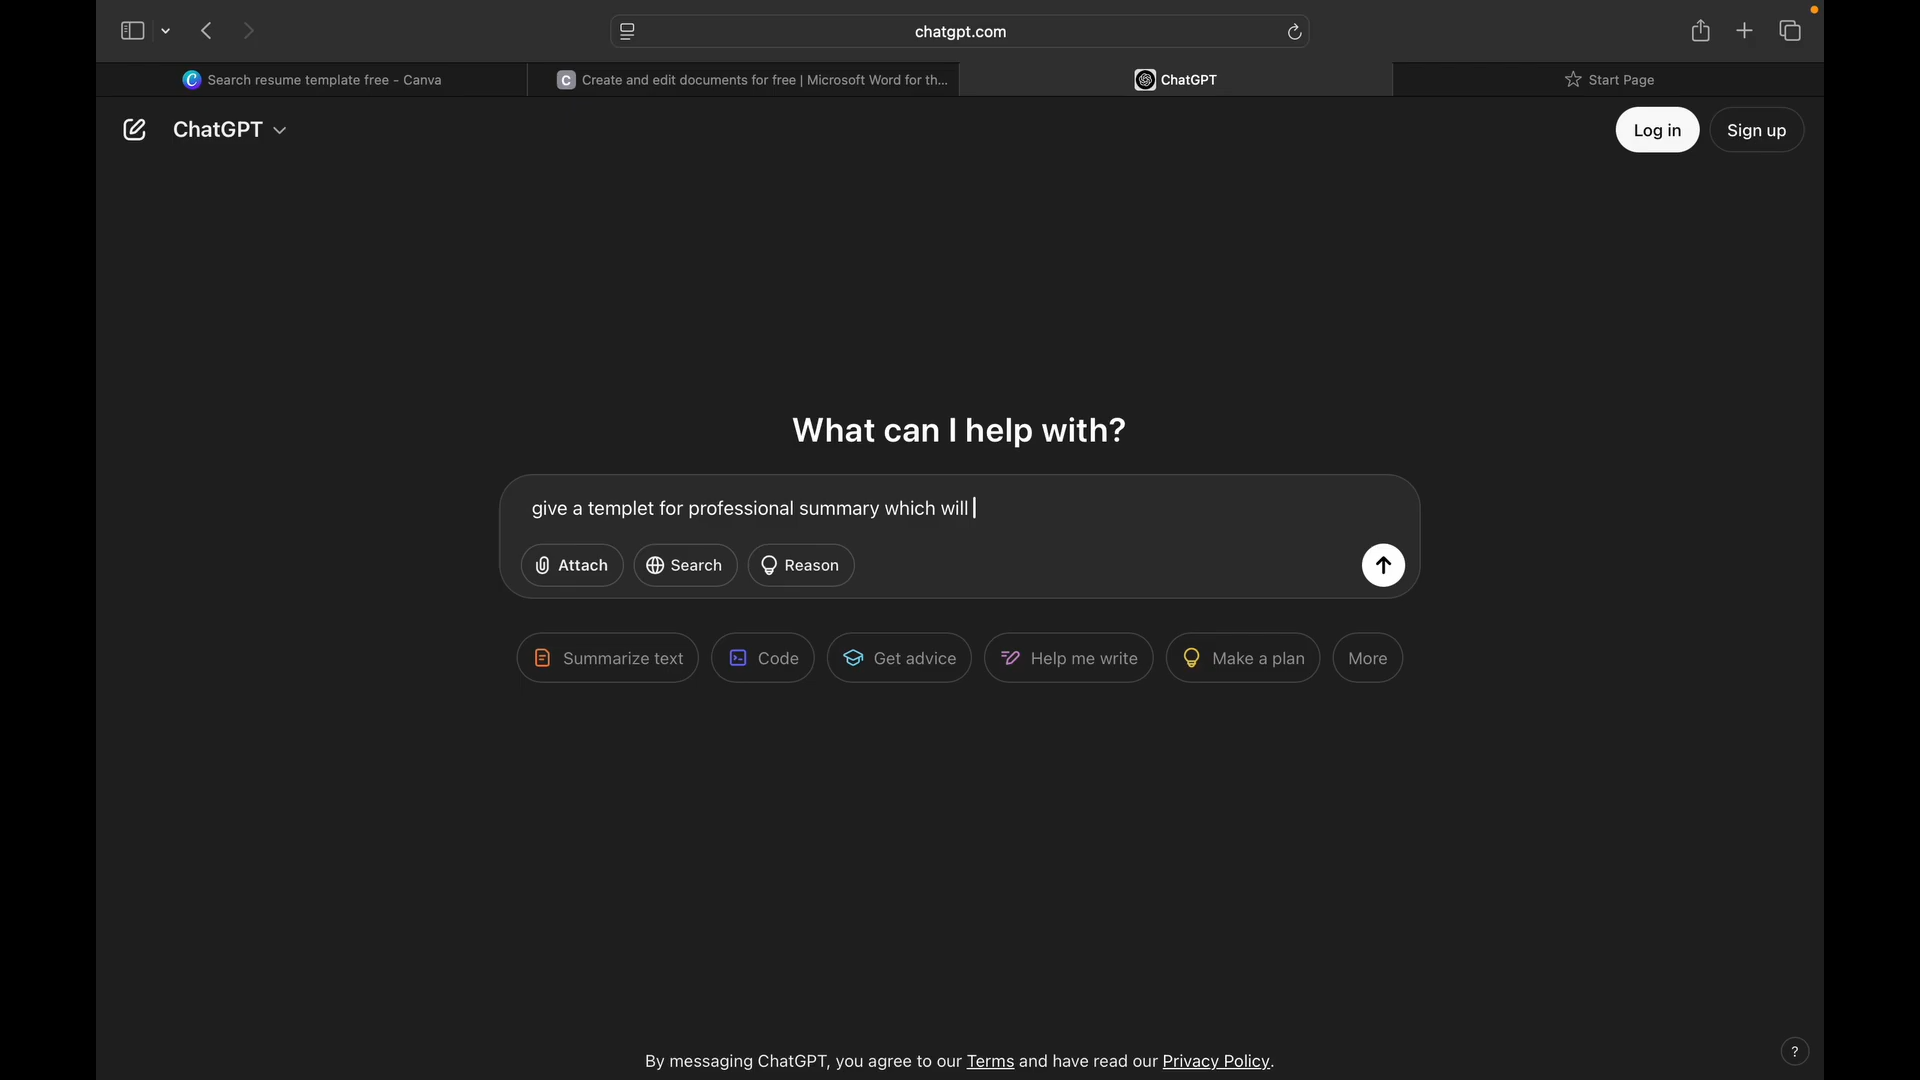 chatgpt.com
Search resume template free - Canva
Create and edit documents for free | Microsoft Word for th...
ChatGPT
Start Page
ChatGPT
Log in
Sign up
What can I help with?
give a templet for professional summary which will
Attach
Search
Reason
Summarize text
Code
Get advice
Help me write
Make a plan
More
By messaging ChatGPT, you agree to our Terms and have read our Privacy Policy.
?